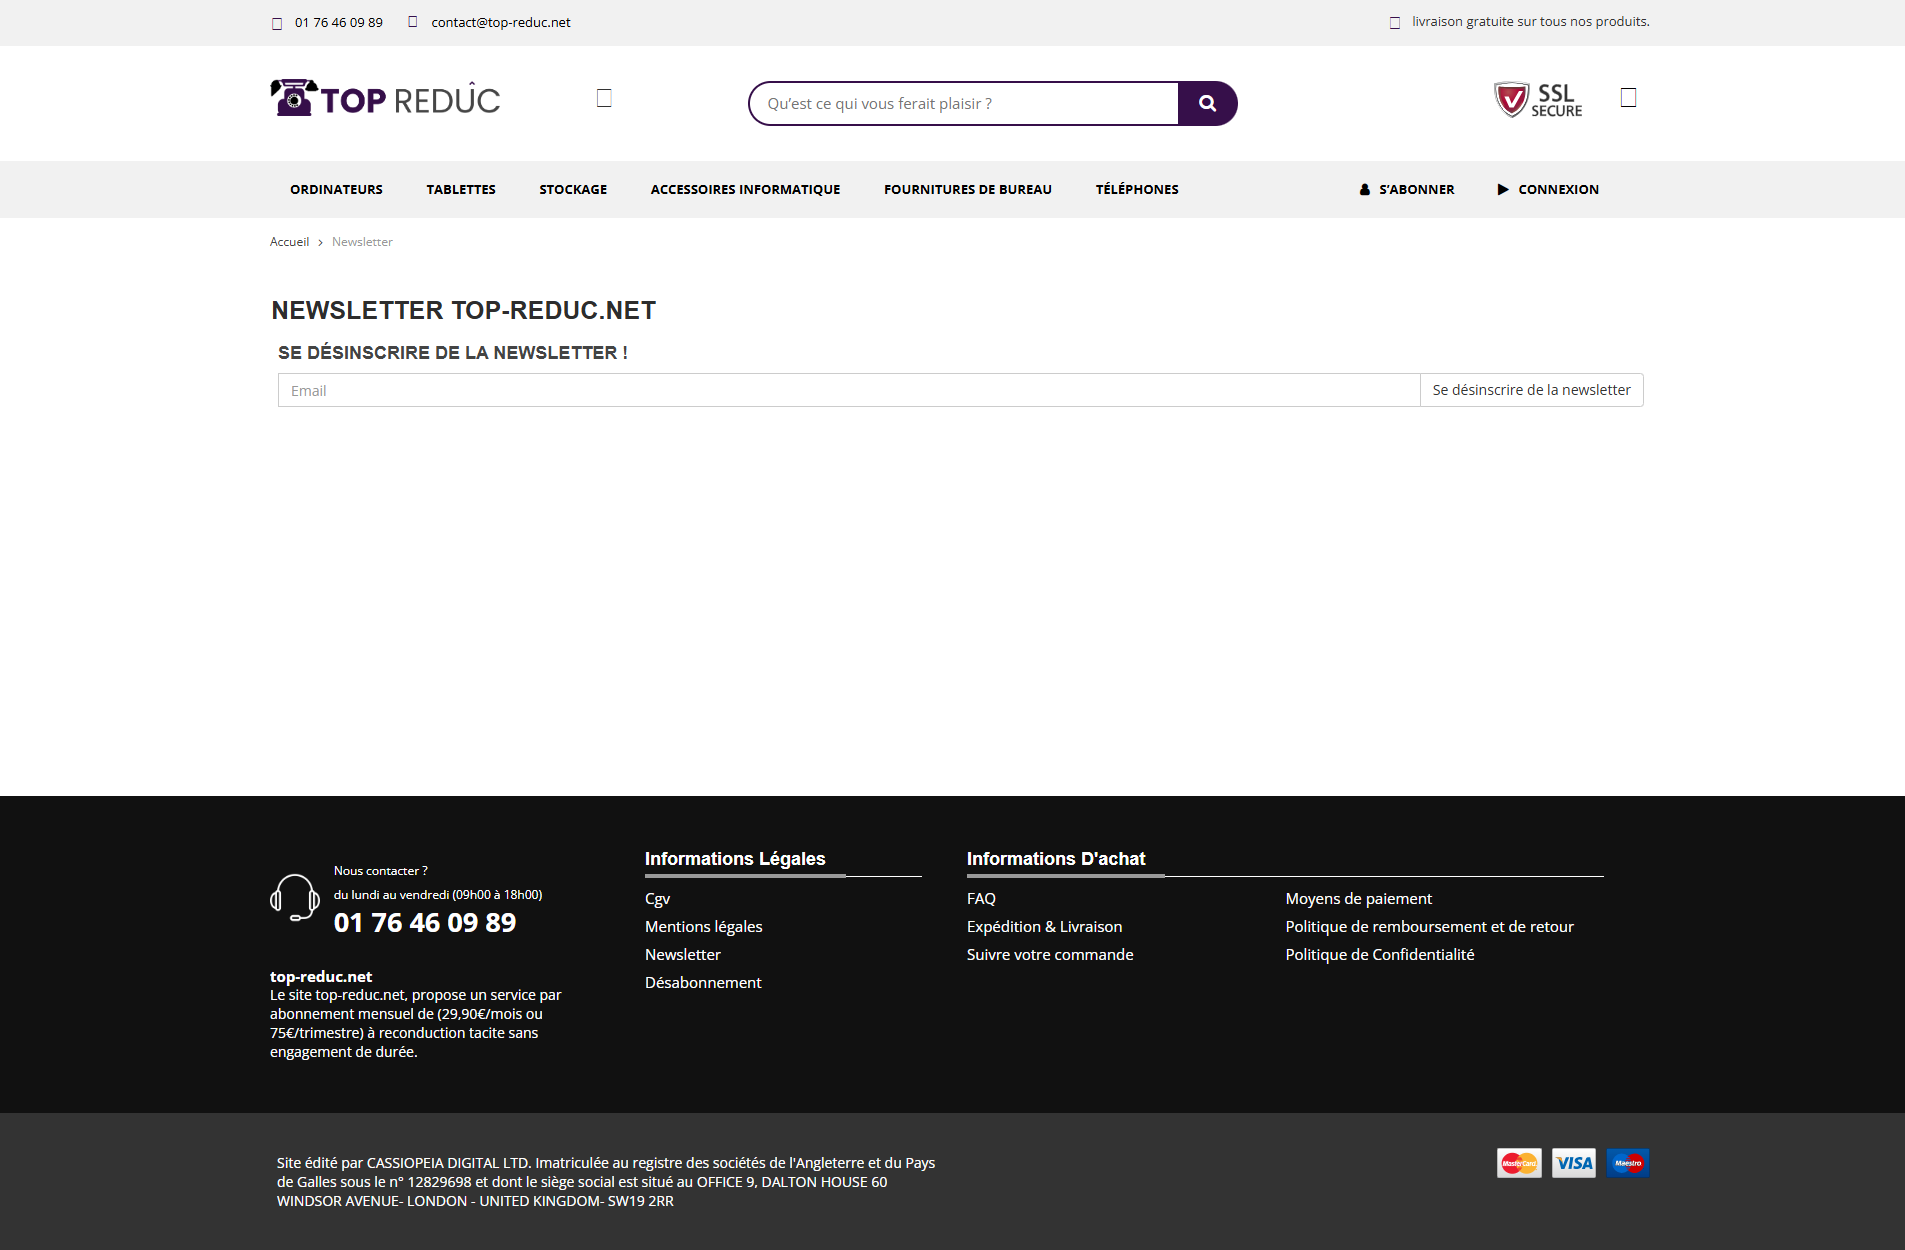 01 76 46 09 89
contact@top-reduc.net
livraison gratuite sur tous nos produits.
TOP REDÛC
Qu'est ce qui vous ferait plaisir ?
SSL
SECURE
ORDINATEURS
TABLETTES
STOCKAGE
ACCESSOIRES INFORMATIQUE
FOURNITURES DE BUREAU
TÉLÉPHONES
S'ABONNER
CONNEXION
Accueil > Newsletter
NEWSLETTER TOP-REDUC.NET
SE DÉSINSCRIRE DE LA NEWSLETTER !
Email
Se désinscrire de la newsletter
Nous contacter ?
du lundi au vendredi (09h00 à 18h00)
01 76 46 09 89
top-reduc.net
Le site top-reduc.net, propose un service par
abonnement mensuel de (29,90€/mois ou
75€/trimestre) à reconduction tacite sans
engagement de durée.
Informations Légales
Cgv
Mentions légales
Newsletter
Désabonnement
Informations D'achat
FAQ
Expédition & Livraison
Suivre votre commande
Moyens de paiement
Politique de remboursement et de retour
Politique de Confidentialité
Site édité par CASSIOPEIA DIGITAL LTD. Imatriculée au registre des sociétés de l'Angleterre et du Pays
de Galles sous le n° 12829698 et dont le siège social est situé au OFFICE 9, DALTON HOUSE 60
WINDSOR AVENUE- LONDON - UNITED KINGDOM- SW19 2RR
MasterCard
VISA
Maestro